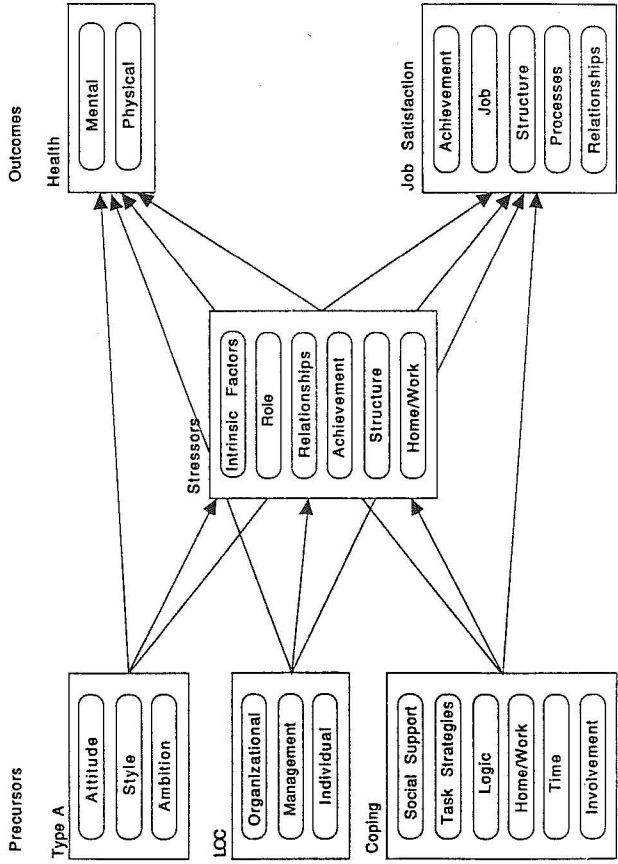 Precursors
Type A
Attitude
Style
Ambition
LOC
Organizational
Management
Individual
Coping
Social Support
Task Strategies
Logic
Home/Work
Time
Involvement
Stressors
Intrinsic Factors
Role
Relationships
Achievement
Structure
Home/Work
Outcomes
Health
Mental
Physical
Job Satisfaction
Achievement
Job
Structure
Processes
Relationships